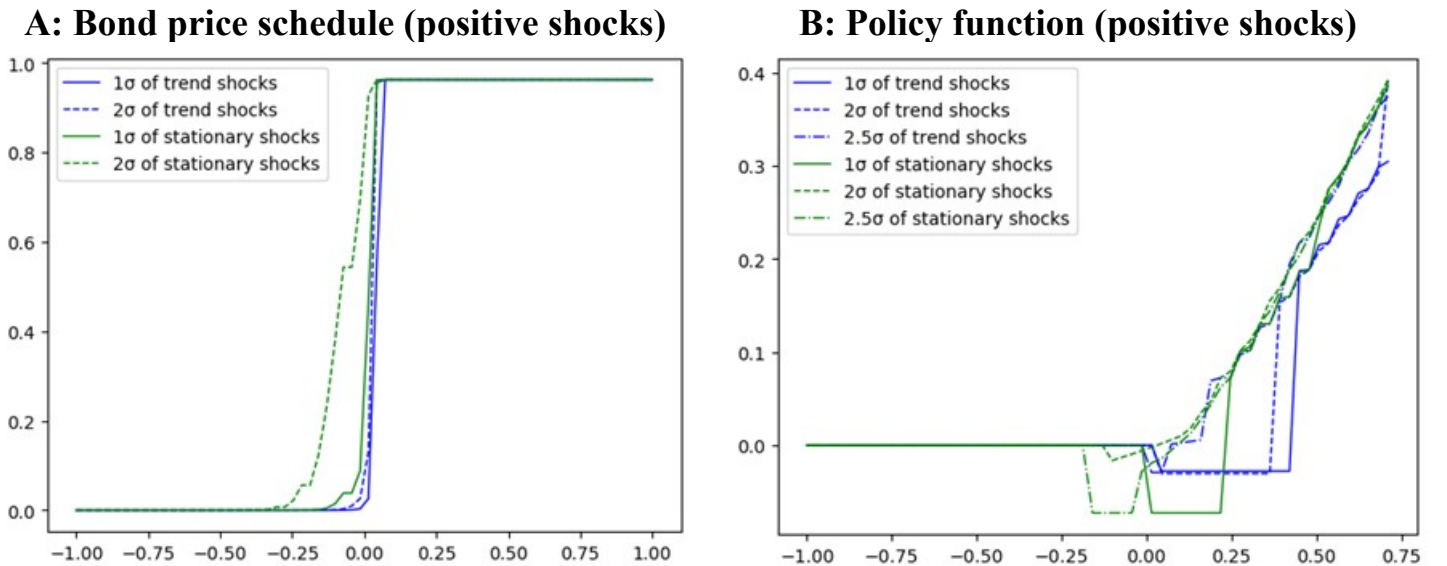 A: Bond price schedule (positive shocks)
1σ of trend shocks
2σ of trend shocks
1σ of stationary shocks
2σ of stationary shocks
1.0
0.8
0.6
0.4
0.2
0.0
−1.00 −0.75 −0.50 −0.25 0.00 0.25 0.50 0.75 1.00
B: Policy function (positive shocks)
1σ of trend shocks
2σ of trend shocks
2.5σ of trend shocks
1σ of stationary shocks
2σ of stationary shocks
2.5σ of stationary shocks
0.4
0.3
0.2
0.1
0.0
−1.00 −0.75 −0.50 −0.25 0.00 0.25 0.50 0.75